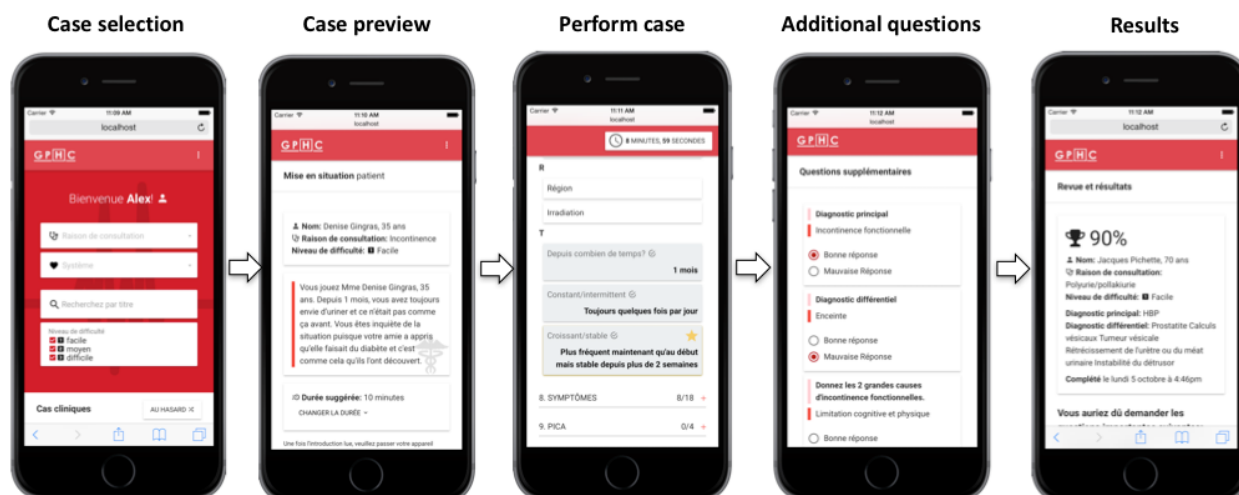 Case selection
Case preview
Perform case
Additional questions
Results
Carrier 11:09 AM
localhost
GPHC
Bienvenue Alex!
Raison de consultation
Système
Recherchez par titre
Niveau de difficulté
facile
moyen
difficile
Cas cliniques
AU HASARD
Carrier 11:10 AM
localhost
GPHC
Mise en situation patient
Nom: Denise Gingras, 35 ans
Raison de consultation: Incontinence
Niveau de difficulté: Facile
Vous jouez Mme Denise Gingras, 35
ans. Depuis 1 mois, vous avez toujours
envie d'uriner et ce n'était pas comme
ça avant. Vous êtes inquiète de la
situation puisque votre amie a appris
qu'elle faisait du diabète et c'est
comme cela qu'ils l'ont découvert.
Durée suggérée: 10 minutes
CHANGER LA DURÉE
Une fois l'introduction lue, veuillez passer votre appareil
Carrier 11:11 AM
localhost
8 MINUTES, 59 SECONDES
R
Région
Irradiation
T
Depuis combien de temps?
1 mois
Constant/intermittent
Toujours quelques fois par jour
Croissant/stable
Plus fréquent maintenant qu'au début
mais stable depuis plus de 2 semaines
8. SYMPTÔMES 8/18 +
9. PICA 0/4 +
Carrier 11:12 AM
localhost
GPHC
Questions supplémentaires
Diagnostic principal
Incontinence fonctionnelle
Bonne réponse
Mauvaise Réponse
Diagnostic différentiel
Enceinte
Bonne réponse
Mauvaise Réponse
Donnez les 2 grandes causes
d'incontinence fonctionnelles.
Limitation cognitive et physique
Bonne réponse
Carrier 11:12 AM
localhost
GPHC
Revue et résultats
90%
Nom: Jacques Pichette, 70 ans
Raison de consultation:
Polyurie/pollakiurie
Niveau de difficulté: Facile
Diagnostic principal: HBP
Diagnostic différentiel: Prostatite Calculs
vésicaux Tumeur vésicale
Rétrécissement de l'urètre ou du méat
urinaire Instabilité du détrusor
Complété le lundi 5 octobre à 4:46pm
Vous auriez dû demander les